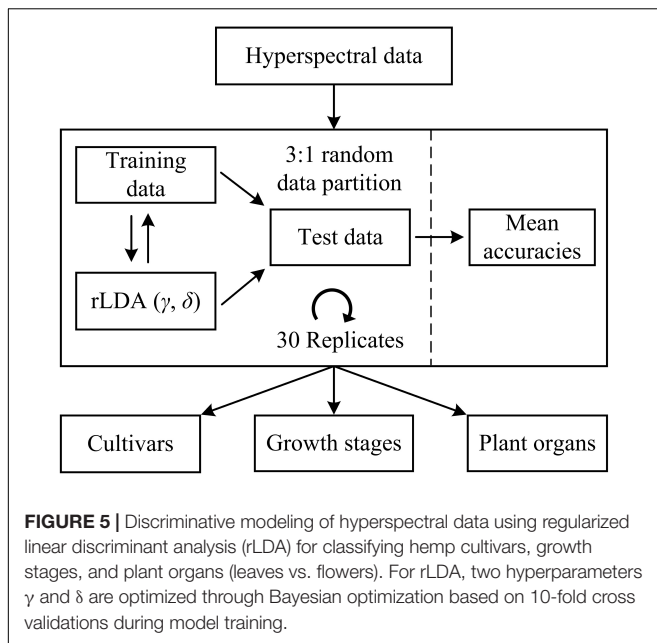 Hyperspectral data
Training
data
3:1 random
data partition
Test data
Mean
accuracies
rLDA (γ, δ)
30 Replicates
Cultivars
Growth stages
Plant organs
FIGURE 5 | Discriminative modeling of hyperspectral data using regularized
linear discriminant analysis (rLDA) for classifying hemp cultivars, growth
stages, and plant organs (leaves vs. flowers). For rLDA, two hyperparameters
γ and δ are optimized through Bayesian optimization based on 10-fold cross
validations during model training.